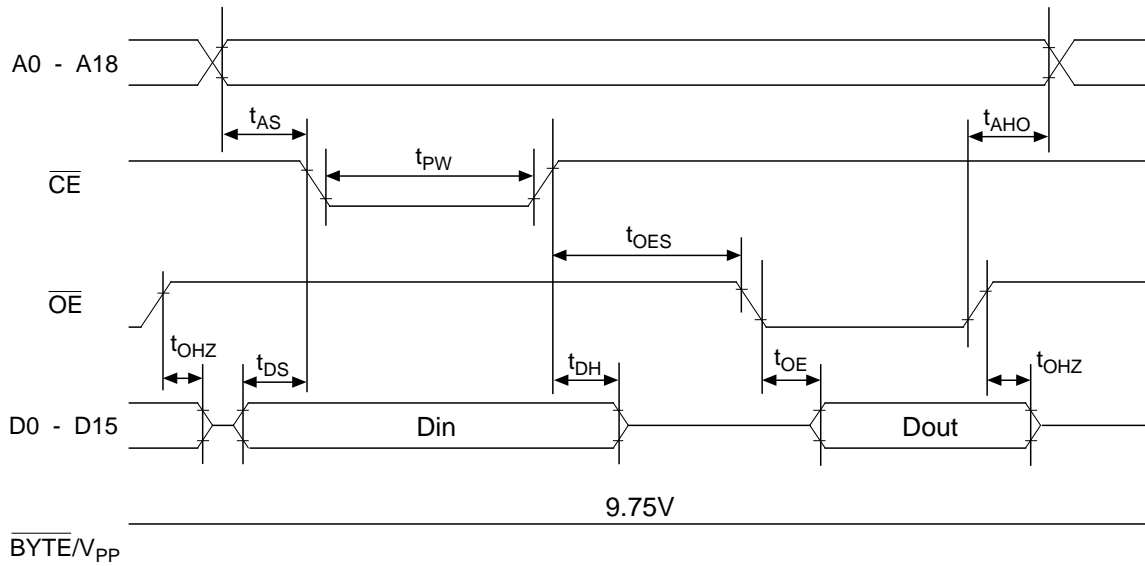 A0 - A18
tAS
tAHO
CE
tPW
tOES
OE
tOHZ
tDS
tDH
tOE
tOHZ
D0 - D15
Din
Dout
9.75V
BYTE/VPP